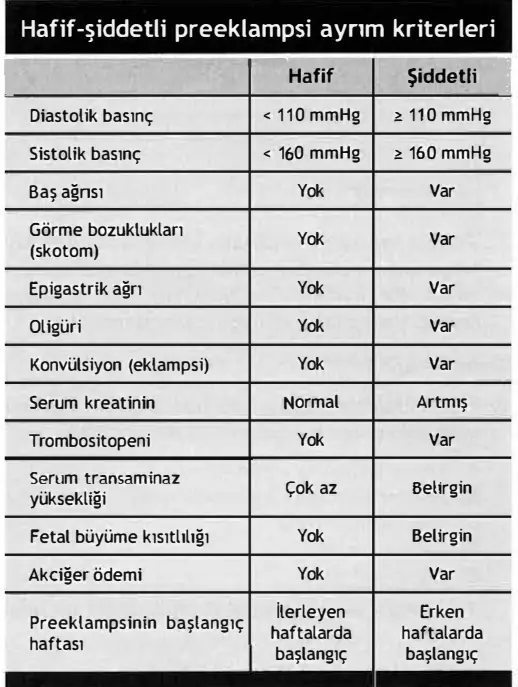 Hafif-şiddetli preeklampsi ayrım kriterleri
Hafif Şiddetli
Diastolik basınç < 110 mmHg ≥ 110 mmHg
Sistolik basınç < 160 mmHg ≥ 160 mmHg
Baş ağrısı Yok Var
Görme bozuklukları
(skotom) Yok Var
Epigastrik ağrı Yok Var
Oligüri Yok Var
Konvülsiyon (eklampsi) Yok Var
Serum kreatinin Normal Artmış
Trombositopeni Yok Var
Serum transaminaz
yüksekliği Çok az Belirgin
Fetal büyüme kısıtlılığı Yok Belirgin
Akciğer ödemi Yok Var
Preeklampsinin başlangıç
haftası
İlerleyen
haftalarda
başlangıç
Erken
haftalarda
başlangıç